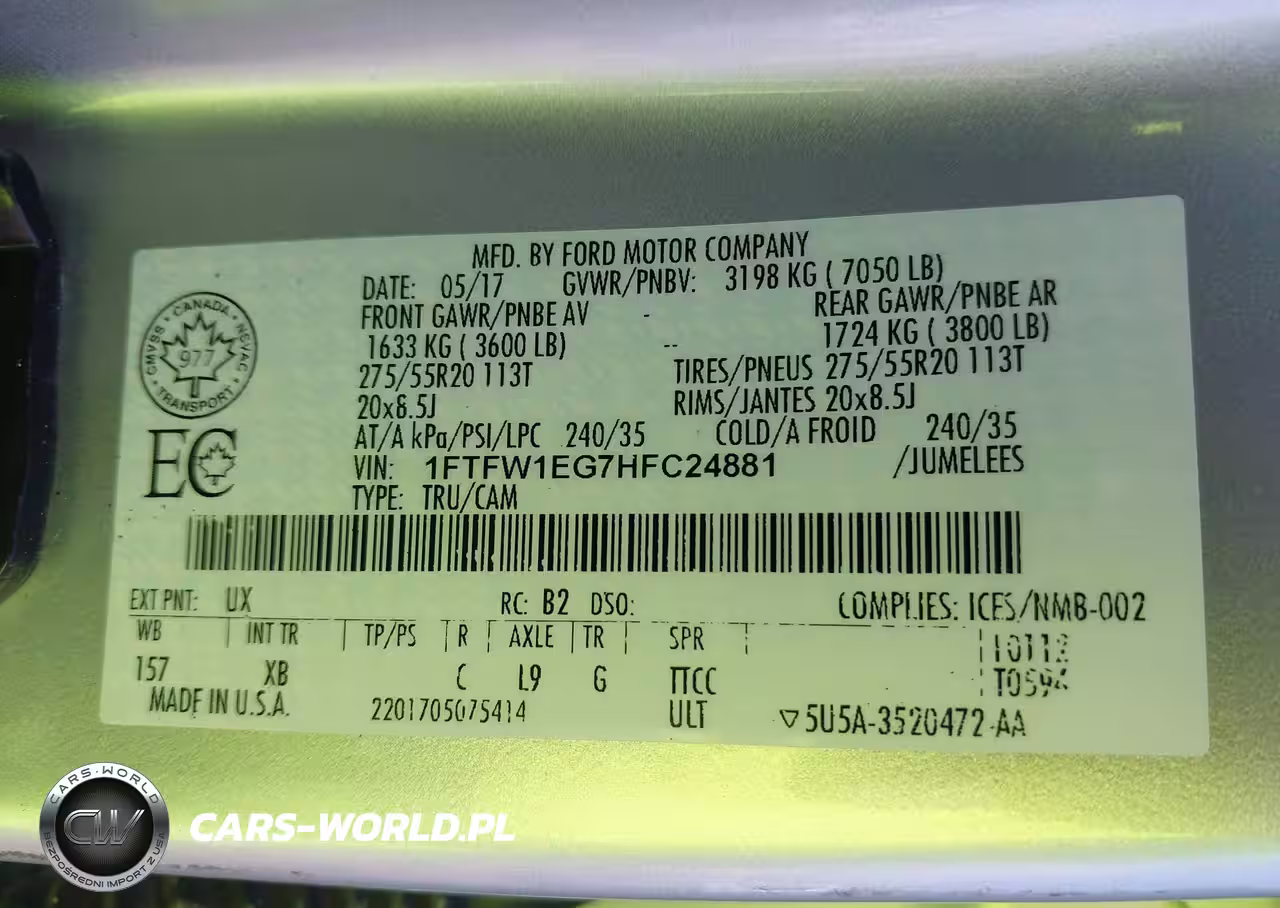 MFD. BY FORD MOTOR COMPANY
DATE: 05/17 GVWR/PNBV: 3198 KG ( 7050 LB)
FRONT GAWR/PNBE AV - REAR GAWR/PNBE AR
1633 KG ( 3600 LB) -- 1724 KG ( 3800 LB)
275/55R20 113T TIRES/PNEUS 275/55R20 113T
20x8.5J RIMS/JANTES 20x8.5J
AT/A kPa/PSI/LPC 240/35 COLD/A FROID 240/35
VIN: 1FTFW1EG7HFC24881 /JUMELEES
TYPE: TRU/CAM
CANADA
CMVSS NSVAC
977
TRANSPORT
EC
EXT PNT: UX RC: B2 DSO: COMPLIES: ICES/NMB-002
WB | INT TR | TP/PS | R | AXLE | TR | SPR
157 XB C L9 G TTCC
MADE IN U.S.A. 2201705075414 ULT ▽5U5A-3520472-AA
CARS-WORLD
CW
BEZPOŚREDNI IMPORT Z USA
CARS-WORLD.PL